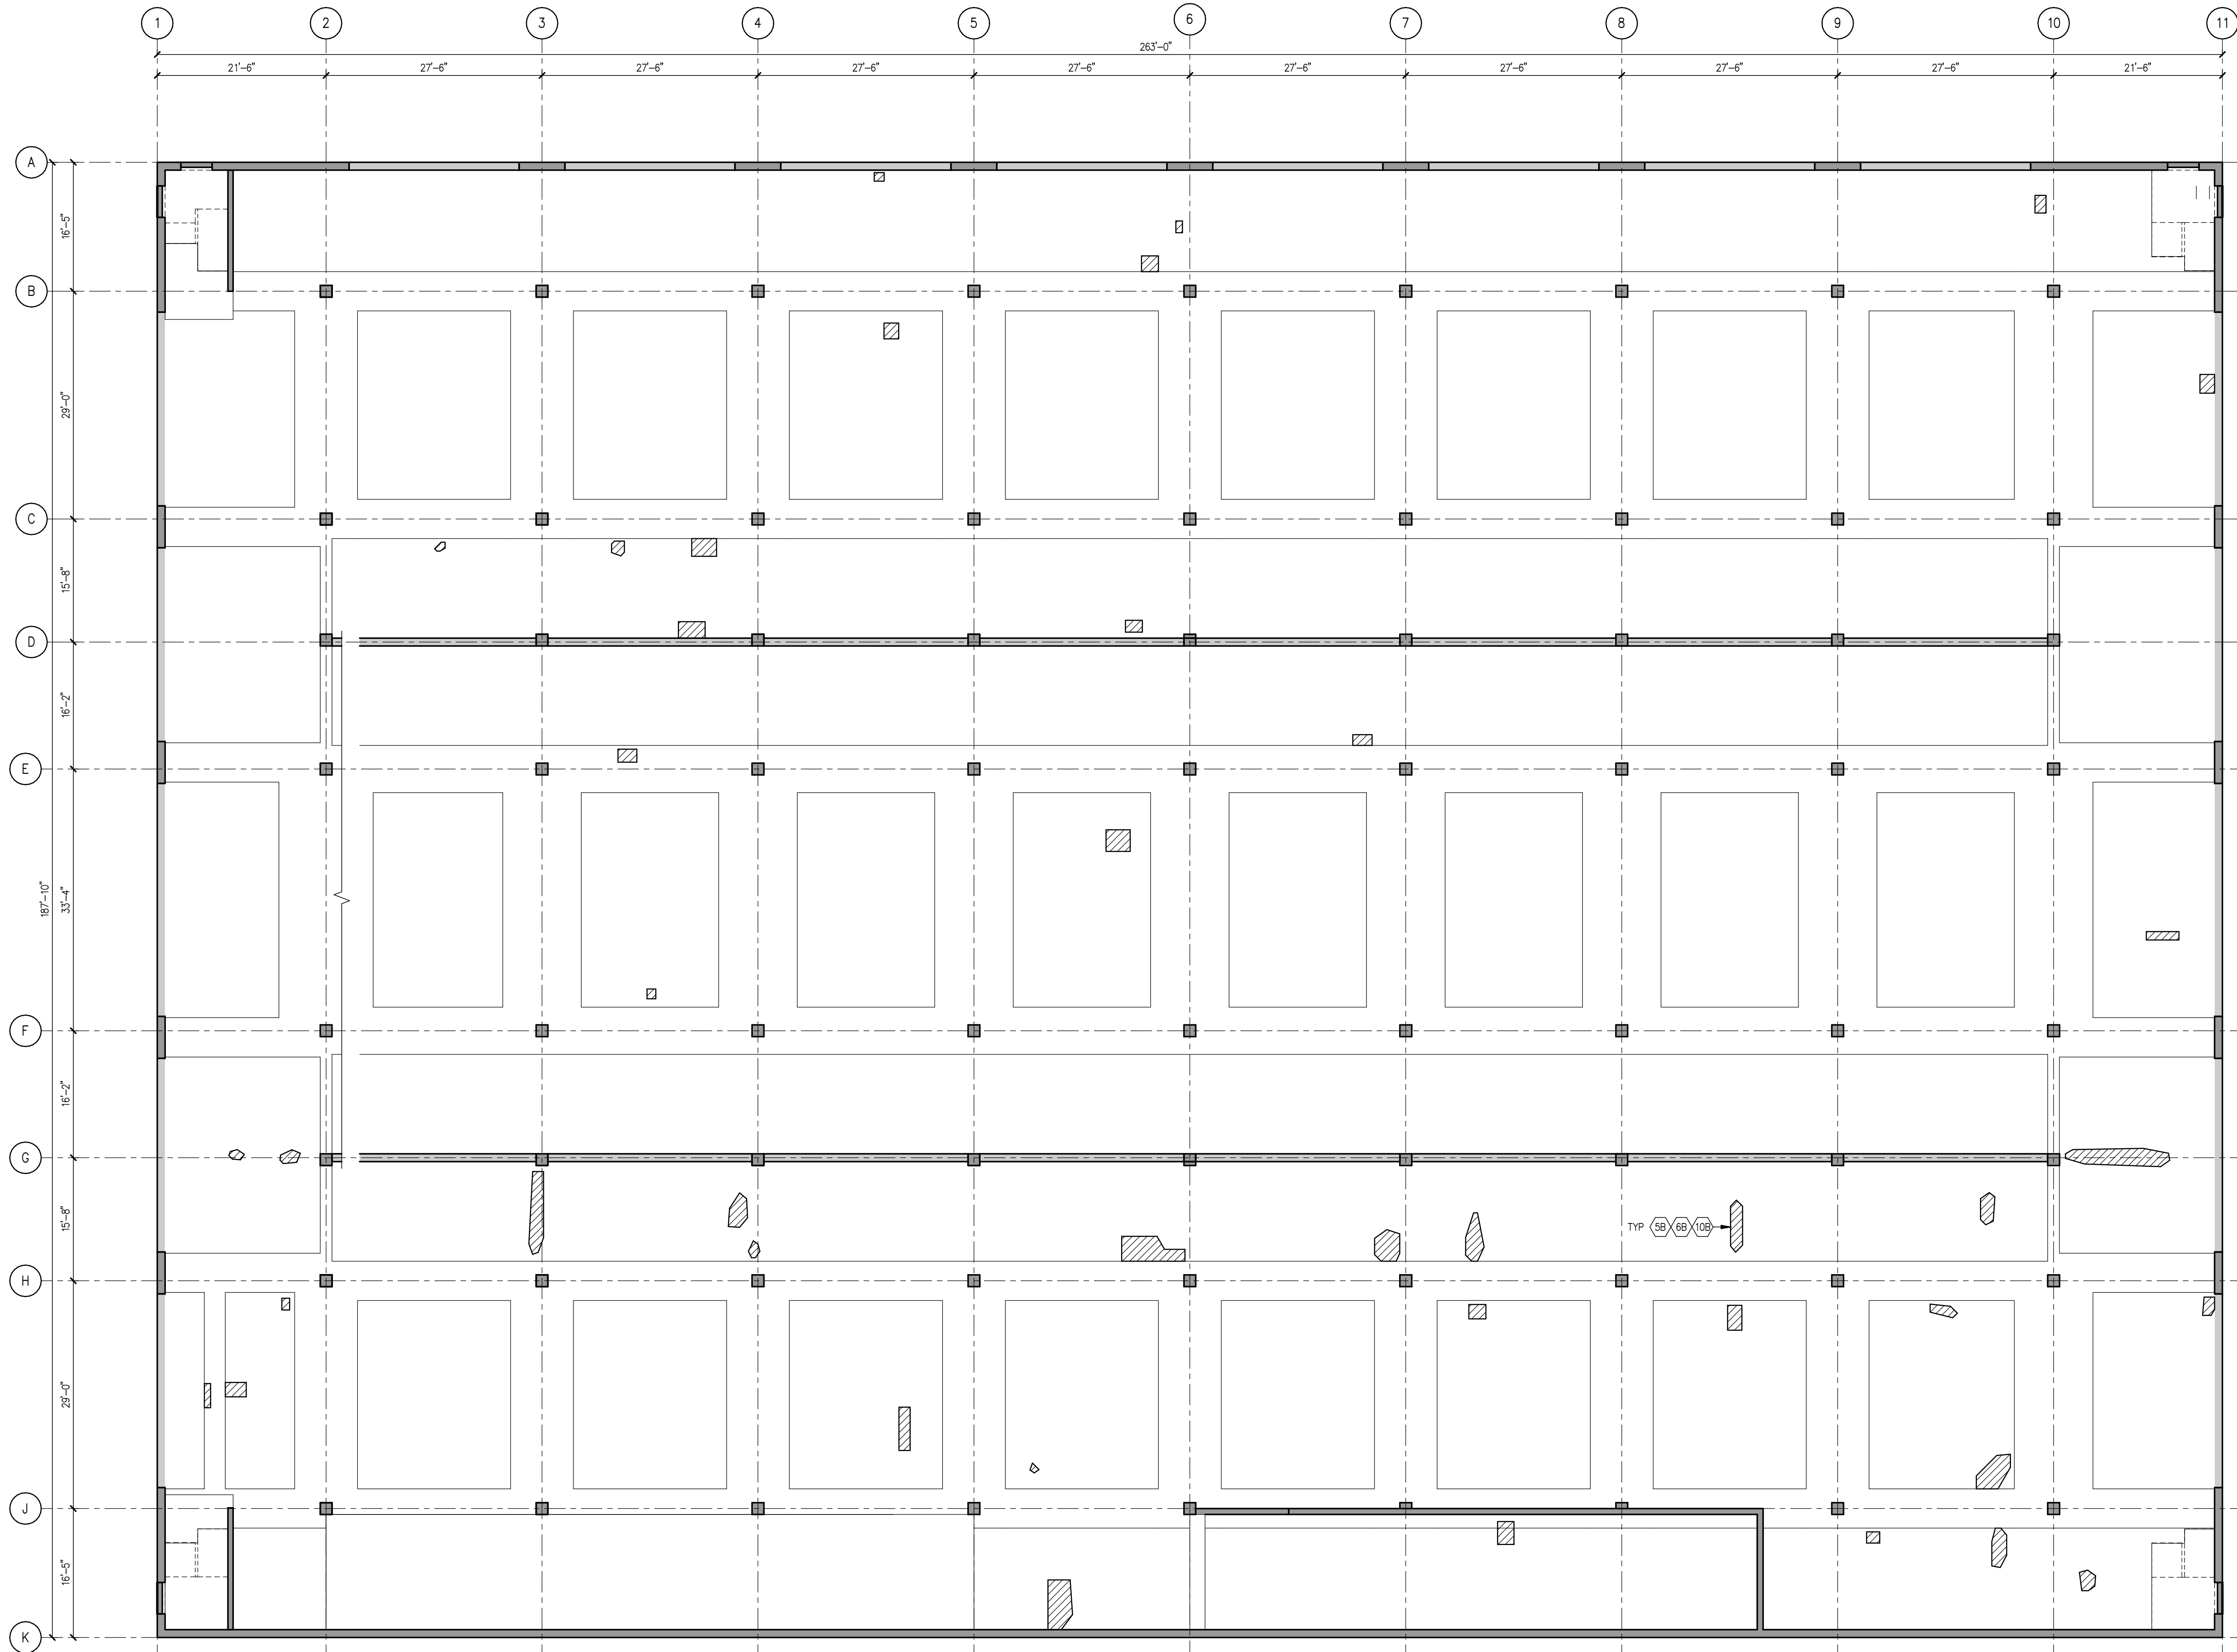 1 2 3 4 5 6 7 8 9 10 11
263'-0"
21'-6" 27'-6" 27'-6" 27'-6" 27'-6" 27'-6" 27'-6" 27'-6" 27'-6" 21'-6"
A
16'-5"
B
29'-0"
C
15'-8"
D
16'-2"
E
187'-10"
33'-4"
F
16'-2"
G
15'-8"
TYP 5B 6B 10B
H
29'-0"
J
16'-5"
K